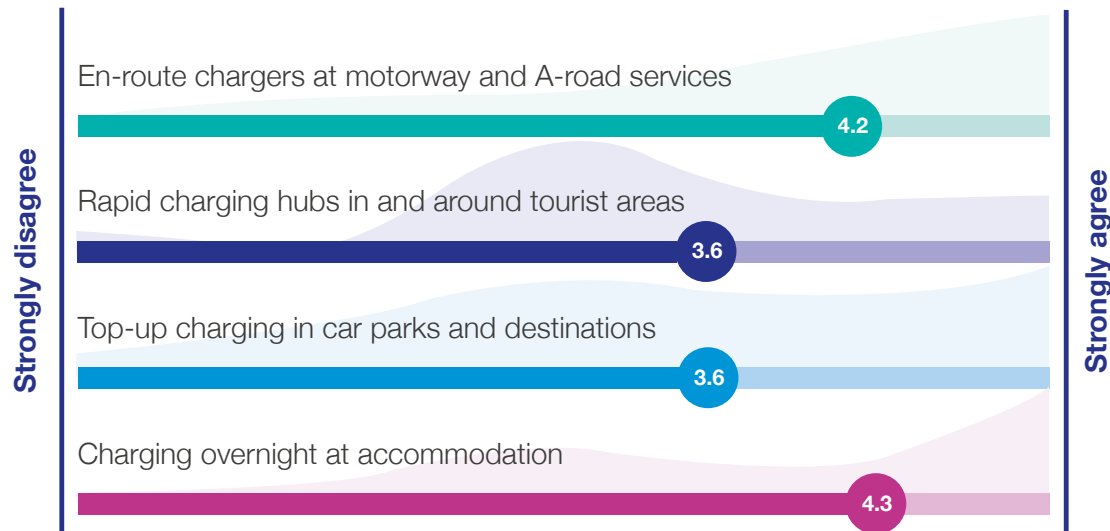 Strongly disagree
En-route chargers at motorway and A-road services
4.2
Rapid charging hubs in and around tourist areas
3.6
Top-up charging in car parks and destinations
3.6
Charging overnight at accommodation
4.3
Strongly agree